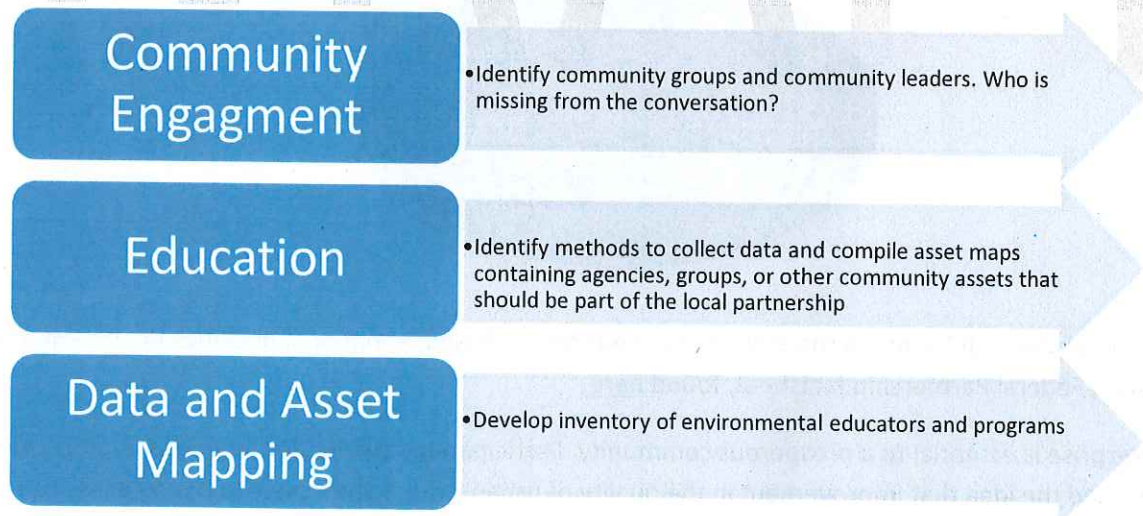 Community
Engagment
•Identify community groups and community leaders. Who is
missing from the conversation?
Education
•Identify methods to collect data and compile asset maps
containing agencies, groups, or other community assets that
should be part of the local partnership
Data and Asset
Mapping
•Develop inventory of environmental educators and programs